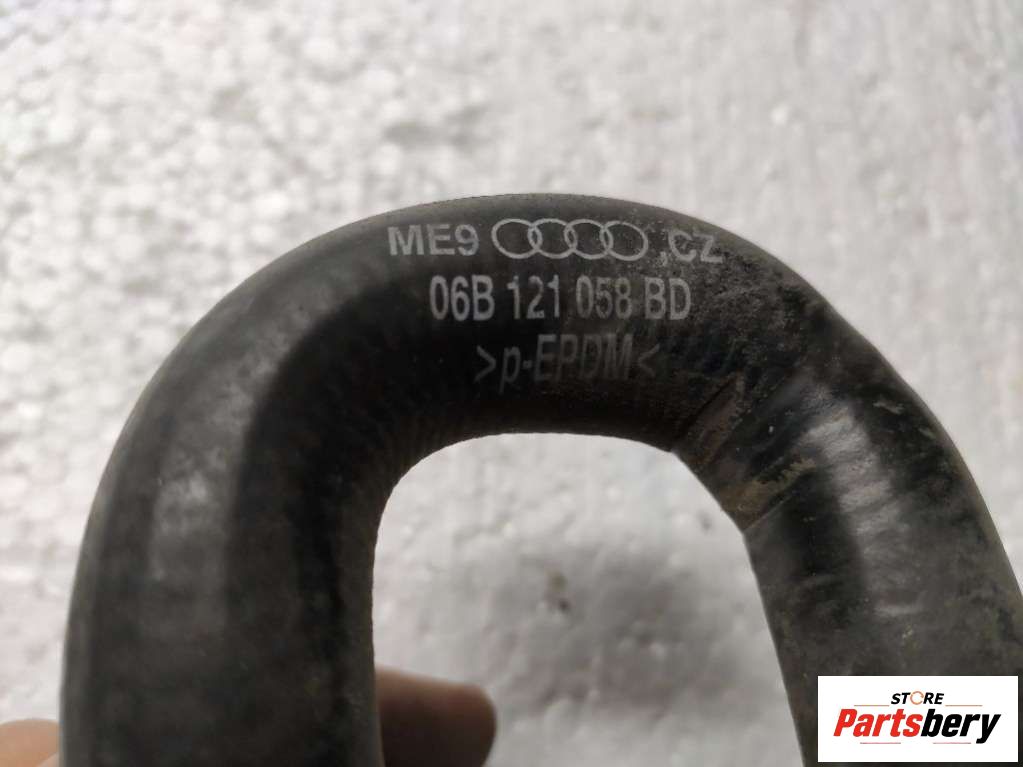 ME9 .CZ
06B 121 058 BD
>p-EPDM<
STORE
Partsbery